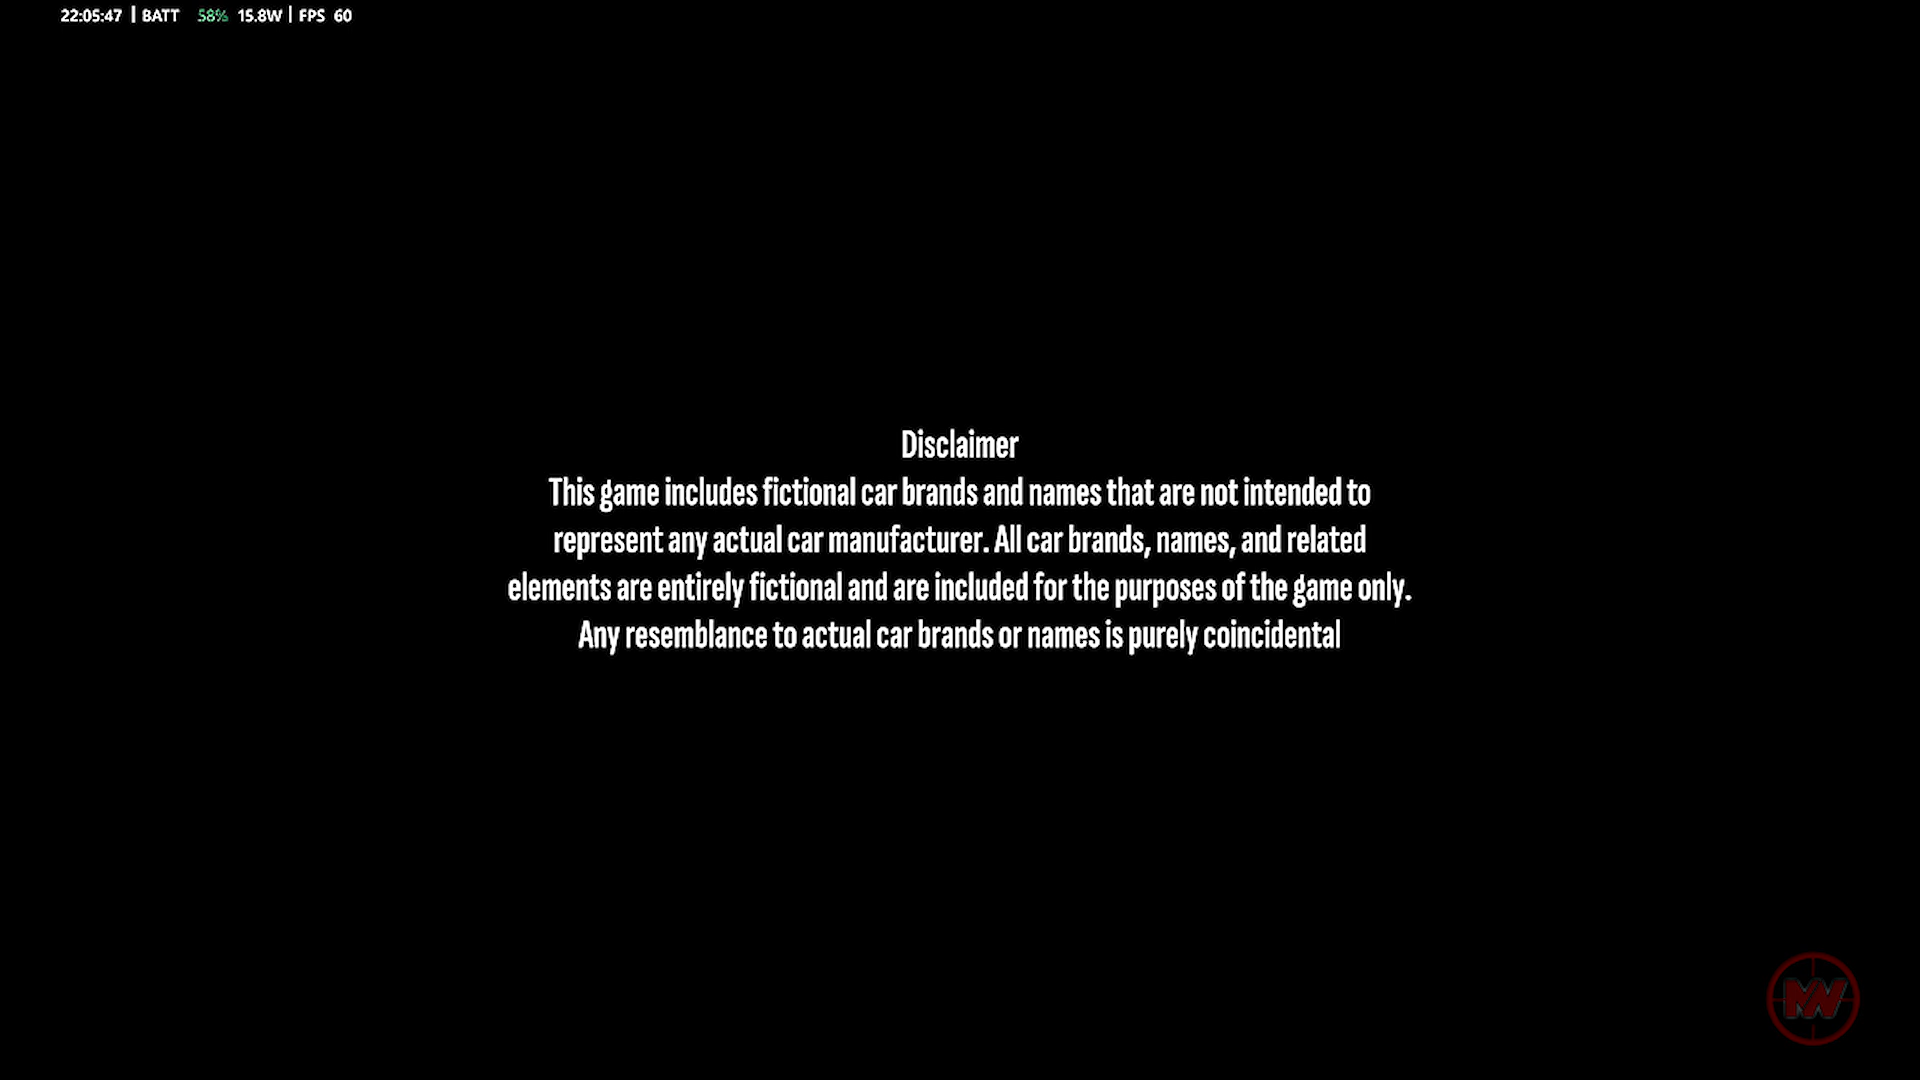 22:05:47 | BATT 58% 15.8W | FPS 60
Disclaimer
This game includes fictional car brands and names that are not intended to
represent any actual car manufacturer. All car brands, names, and related
elements are entirely fictional and are included for the purposes of the game only.
Any resemblance to actual car brands or names is purely coincidental
MW